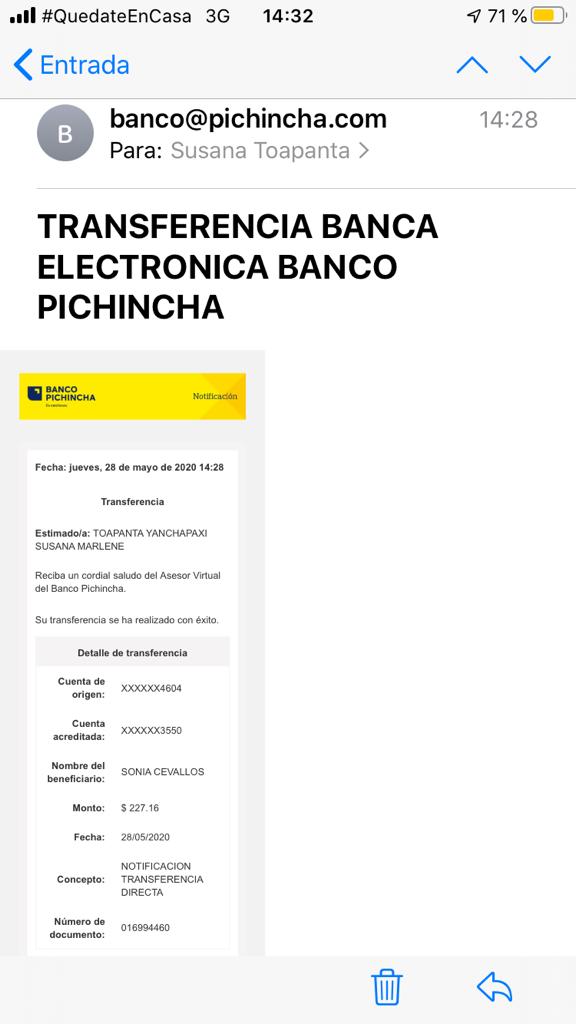 #QuedateEnCasa 3G 14:32 71 %
Entrada
B
banco@pichincha.com 14:28
Para: Susana Toapanta
TRANSFERENCIA BANCA
ELECTRONICA BANCO
PICHINCHA
BANCO
PICHINCHA
Notificación
Fecha: jueves, 28 de mayo de 2020 14:28
Transferencia
Estimado/a: TOAPANTA YANCHAPAXI
SUSANA MARLENE
Reciba un cordial saludo del Asesor Virtual
del Banco Pichincha.
Su transferencia se ha realizado con éxito.
Detalle de transferencia
Cuenta de
origen: XXXXXX4604
Cuenta
acreditada: XXXXXX3550
Nombre del
beneficiario: SONIA CEVALLOS
Monto: $ 227.16
Fecha: 28/05/2020
Concepto: NOTIFICACION
TRANSFERENCIA
DIRECTA
Número de
documento: 016994460